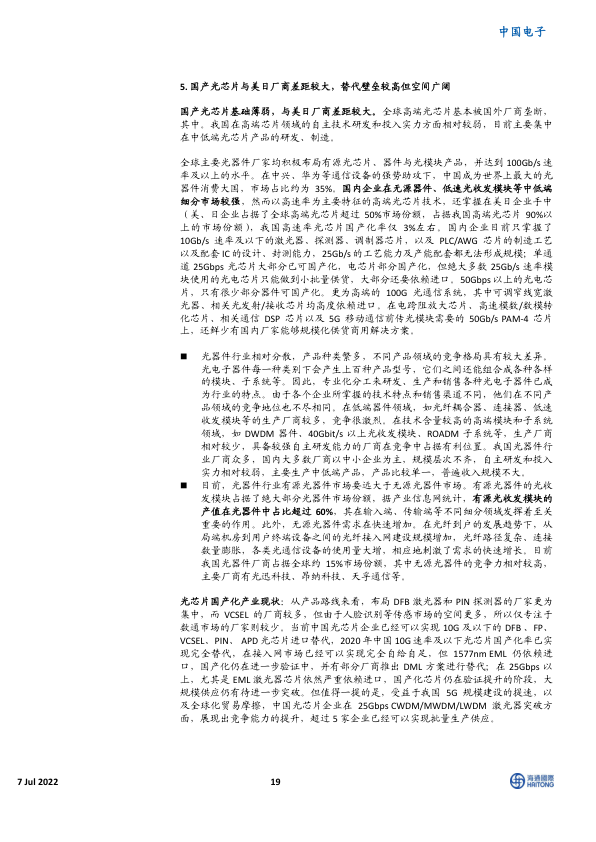 中国电子
5. 国产光芯片与美日厂商差距较大，替代壁垒较高但空间广阔
国产光芯片基础薄弱，与美日厂商差距较大。全球高端光芯片基本被国外厂商垄断，
其中，我国在高端芯片领域的自主技术研发和投入实力方面相对较弱，目前主要集中
在中低端光芯片产品的研发、制造。
全球主要光器件厂家均积极布局有源光芯片、器件与光模块产品，并达到 100Gb/s 速
率及以上的水平。在中兴、华为等通信设备的强势助攻下，中国成为世界上最大的光
器件消费大国，市场占比约为 35%。国内企业在无源器件、低速光收发模块等中低端
细分市场较强，然而以高速率为主要特征的高端光芯片技术，还掌握在美日企业手中
（美、日企业占据了全球高端光芯片超过 50%市场份额，占据我国高端光芯片 90%以
上的市场份额），我国高速率光芯片国产化率仅 3%左右。国内企业目前只掌握了
10Gb/s 速率及以下的激光器、探测器、调制器芯片，以及 PLC/AWG 芯片的制造工艺
以及配套 IC 的设计、封测能力，25Gb/s 的工艺能力及产能配套都无法形成规模；单通
道 25Gbps 光芯片大部分已可国产化，电芯片部分国产化，但绝大多数 25Gb/s 速率模
块使用的光电芯片只能做到小批量供货，大部分还要依赖进口。50Gbps 以上的光电芯
片，只有很少部分器件可国产化。更为高端的 100G 光通信系统，其中可调窄线宽激
光器、相关光发射/接收芯片均高度依赖进口。在电跨阻放大芯片、高速模数/数模转
化芯片、相关通信 DSP 芯片以及 5G 移动通信前传光模块需要的 50Gb/s PAM-4 芯片
上，还鲜少有国内厂家能够规模化供货商用解决方案。
■ 光器件行业相对分散，产品种类繁多，不同产品领域的竞争格局具有较大差异。
光电子器件每一种类别下会产生上百种产品型号，它们之间还能组合成各种各样
的模块、子系统等。因此，专业化分工来研发、生产和销售各种光电子器件已成
为行业的特点。由于各个企业所掌握的技术特点和销售渠道不同，他们在不同产
品领域的竞争地位也不尽相同。在低端器件领域，如光纤耦合器、连接器、低速
收发模块等的生产厂商较多，竞争很激烈。在技术含量较高的高端模块和子系统
领域，如 DWDM 器件，40Gbit/s 以上光收发模块、ROADM 子系统等，生产厂商
相对较少，具备较强自主研发能力的厂商在竞争中占据有利位置。我国光器件行
业厂商众多，国内大多数厂商以中小企业为主，规模层次不齐，自主研发和投入
实力相对较弱，主要生产中低端产品，产品比较单一，普遍收入规模不大。
■ 目前，光器件行业有源光器件市场要远大于无源光器件市场。有源光器件的光收
发模块占据了绝大部分光器件市场份额，据产业信息网统计，有源光收发模块的
产值在光器件中占比超过 60%，其在输入端、传输端等不同细分领域发挥着至关
重要的作用。此外，无源光器件需求在快速增加。在光纤到户的发展趋势下，从
局端机房到用户终端设备之间的光纤接入网建设规模增加，光纤路径复杂、连接
数量膨胀，各类光通信设备的使用量大增，相应地刺激了需求的快速增长。目前
我国光器件厂商占据全球约 15%市场份额，其中无源光器件的竞争力相对较高，
主要厂商有光迅科技、昂纳科技、天孚通信等。
光芯片国产化产业现状：从产品路线来看，布局 DFB 激光器和 PIN 探测器的厂家更为
集中，而 VCSEL 的厂商较多，但由于人脸识别等传感市场的空间更多，所以仅专注于
数通市场的厂家则较少。当前中国光芯片企业已经可以实现 10G 及以下的 DFB 、FP、
VCSEL、PIN、 APD 光芯片进口替代，2020 年中国 10G 速率及以下光芯片国产化率已实
现完全替代，在接入网市场已经可以实现完全自给自足，但 1577nm EML 仍依赖进
口，国产化仍在进一步验证中，并有部分厂商推出 DML 方案进行替代；在 25Gbps 以
上，尤其是 EML 激光器芯片依然严重依赖进口，国产化芯片仍在验证提升的阶段，大
规模供应仍有待进一步突破。但值得一提的是，受益于我国 5G 规模建设的提速，以
及全球化贸易摩擦，中国光芯片企业在 25Gbps CWDM/MWDM/LWDM 激光器突破方
面，展现出竞争能力的提升，超过 5 家企业已经可以实现批量生产供应。
7 Jul 2022
19
海通國際
HAITONG